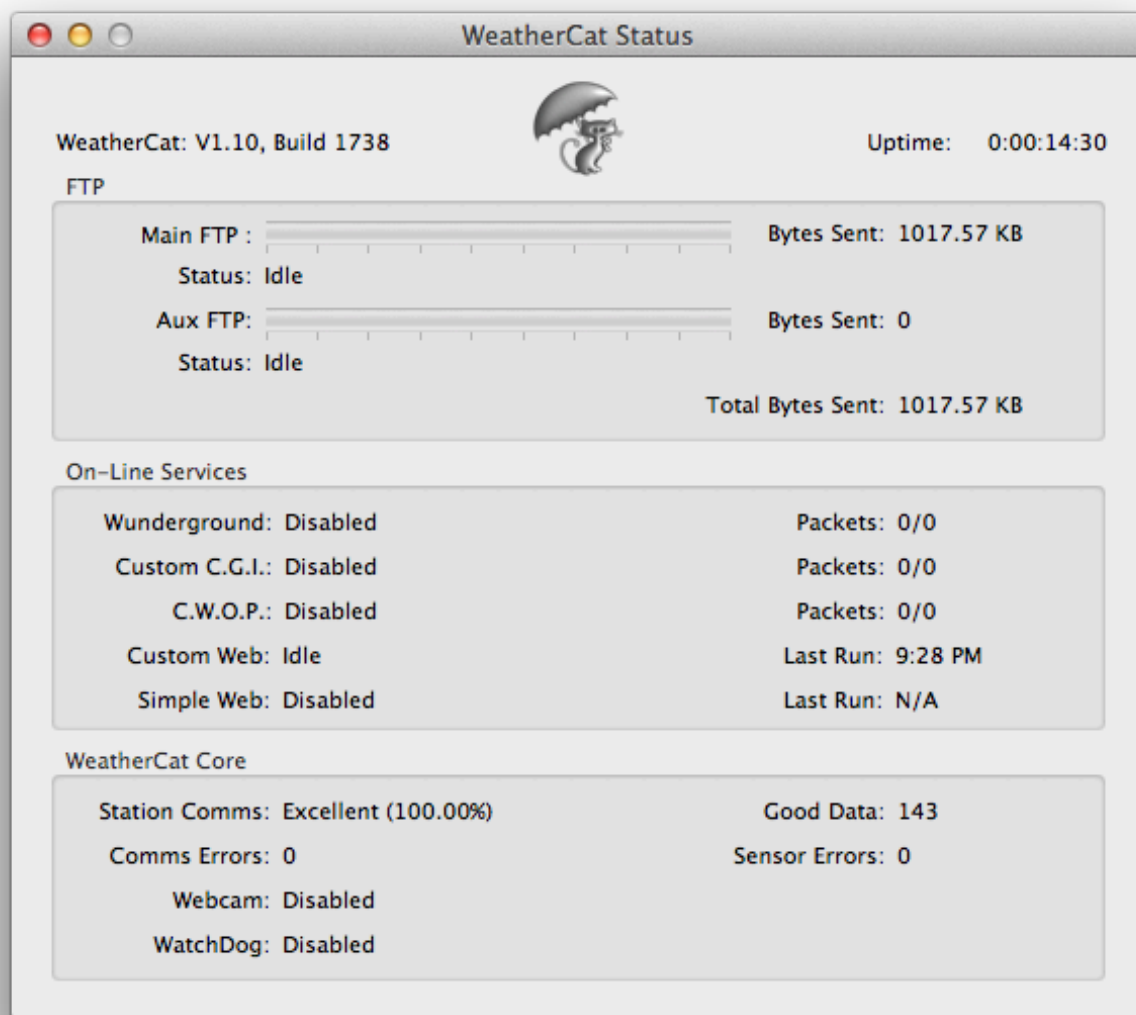 WeatherCat Status
WeatherCat: V1.10, Build 1738 Uptime: 0:00:14:30
FTP
Main FTP : Bytes Sent: 1017.57 KB
Status: Idle
Aux FTP: Bytes Sent: 0
Status: Idle
Total Bytes Sent: 1017.57 KB
On-Line Services
Wunderground: Disabled Packets: 0/0
Custom C.G.I.: Disabled Packets: 0/0
C.W.O.P.: Disabled Packets: 0/0
Custom Web: Idle Last Run: 9:28 PM
Simple Web: Disabled Last Run: N/A
WeatherCat Core
Station Comms: Excellent (100.00%) Good Data: 143
Comms Errors: 0 Sensor Errors: 0
Webcam: Disabled
WatchDog: Disabled